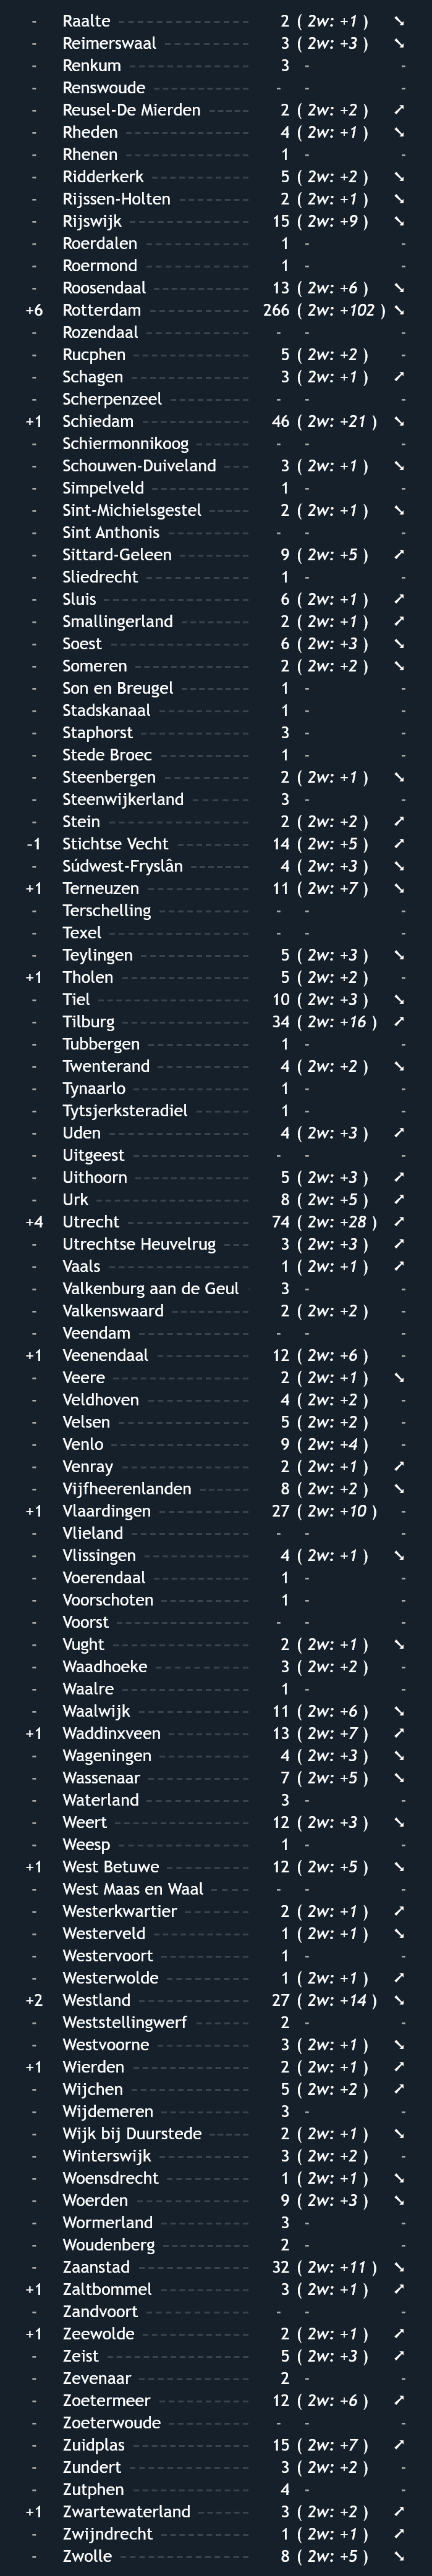 - Raalte 2 ( 2w: +1 ) ➘
- Reimerswaal 3 ( 2w: +3 ) ➘
- Renkum 3 - -
- Renswoude - - -
- Reusel-De Mierden 2 ( 2w: +2 ) ➚
- Rheden 4 ( 2w: +1 ) ➘
- Rhenen 1 - -
- Ridderkerk 5 ( 2w: +2 ) ➘
- Rijssen-Holten 2 ( 2w: +1 ) ➘
- Rijswijk 15 ( 2w: +9 ) ➘
- Roerdalen 1 - -
- Roermond 1 - -
- Roosendaal 13 ( 2w: +6 ) ➘
+6 Rotterdam 266 ( 2w: +102 ) ➘
- Rozendaal - - -
- Rucphen 5 ( 2w: +2 ) -
- Schagen 3 ( 2w: +1 ) ➚
- Scherpenzeel - - -
+1 Schiedam 46 ( 2w: +21 ) ➘
- Schiermonnikoog - - -
- Schouwen-Duiveland 3 ( 2w: +1 ) ➘
- Simpelveld 1 - -
- Sint-Michielsgestel 2 ( 2w: +1 ) ➘
- Sint Anthonis - - -
- Sittard-Geleen 9 ( 2w: +5 ) ➚
- Sliedrecht 1 - -
- Sluis 6 ( 2w: +1 ) ➚
- Smallingerland 2 ( 2w: +1 ) ➚
- Soest 6 ( 2w: +3 ) ➘
- Someren 2 ( 2w: +2 ) ➘
- Son en Breugel 1 - -
- Stadskanaal 1 - -
- Staphorst 3 - -
- Stede Broec 1 - -
- Steenbergen 2 ( 2w: +1 ) ➘
- Steenwijkerland 3 - -
- Stein 2 ( 2w: +2 ) ➚
-1 Stichtse Vecht 14 ( 2w: +5 ) ➚
- Súdwest-Fryslân 4 ( 2w: +3 ) ➘
+1 Terneuzen 11 ( 2w: +7 ) ➘
- Terschelling - - -
- Texel - - -
- Teylingen 5 ( 2w: +3 ) ➘
+1 Tholen 5 ( 2w: +2 ) -
- Tiel 10 ( 2w: +3 ) ➘
- Tilburg 34 ( 2w: +16 ) ➚
- Tubbergen 1 - -
- Twenterand 4 ( 2w: +2 ) ➘
- Tynaarlo 1 - -
- Tytsjerksteradiel 1 - -
- Uden 4 ( 2w: +3 ) ➚
- Uitgeest - - -
- Uithoorn 5 ( 2w: +3 ) ➚
- Urk 8 ( 2w: +5 ) ➚
+4 Utrecht 74 ( 2w: +28 ) ➚
- Utrechtse Heuvelrug 3 ( 2w: +3 ) ➚
- Vaals 1 ( 2w: +1 ) ➚
- Valkenburg aan de Geul 3 - -
- Valkenswaard 2 ( 2w: +2 ) -
- Veendam - - -
+1 Veenendaal 12 ( 2w: +6 ) -
- Veere 2 ( 2w: +1 ) ➘
- Veldhoven 4 ( 2w: +2 ) -
- Velsen 5 ( 2w: +2 ) -
- Venlo 9 ( 2w: +4 ) -
- Venray 2 ( 2w: +1 ) ➚
- Vijfheerenlanden 8 ( 2w: +2 ) ➘
+1 Vlaardingen 27 ( 2w: +10 ) -
- Vlieland - - -
- Vlissingen 4 ( 2w: +1 ) ➘
- Voerendaal 1 - -
- Voorschoten 1 - -
- Voorst - - -
- Vught 2 ( 2w: +1 ) ➘
- Waadhoeke 3 ( 2w: +2 ) -
- Waalre 1 - -
- Waalwijk 11 ( 2w: +6 ) ➘
+1 Waddinxveen 13 ( 2w: +7 ) ➚
- Wageningen 4 ( 2w: +3 ) ➘
- Wassenaar 7 ( 2w: +5 ) ➘
- Waterland 3 - -
- Weert 12 ( 2w: +3 ) ➘
- Weesp 1 - -
+1 West Betuwe 12 ( 2w: +5 ) ➘
- West Maas en Waal - - -
- Westerkwartier 2 ( 2w: +1 ) ➚
- Westerveld 1 ( 2w: +1 ) ➘
- Westervoort 1 - -
- Westerwolde 1 ( 2w: +1 ) ➚
+2 Westland 27 ( 2w: +14 ) ➘
- Weststellingwerf 2 - -
- Westvoorne 3 ( 2w: +1 ) ➘
+1 Wierden 2 ( 2w: +1 ) ➚
- Wijchen 5 ( 2w: +2 ) ➚
- Wijdemeren 3 - -
- Wijk bij Duurstede 2 ( 2w: +1 ) ➘
- Winterswijk 3 ( 2w: +2 ) -
- Woensdrecht 1 ( 2w: +1 ) ➘
- Woerden 9 ( 2w: +3 ) ➘
- Wormerland 3 - -
- Woudenberg 2 - -
- Zaanstad 32 ( 2w: +11 ) ➘
+1 Zaltbommel 3 ( 2w: +1 ) ➚
- Zandvoort - - -
+1 Zeewolde 2 ( 2w: +1 ) ➚
- Zeist 5 ( 2w: +3 ) ➚
- Zevenaar 2 - -
- Zoetermeer 12 ( 2w: +6 ) ➚
- Zoeterwoude - - -
- Zuidplas 15 ( 2w: +7 ) ➚
- Zundert 3 ( 2w: +2 ) -
- Zutphen 4 - -
+1 Zwartewaterland 3 ( 2w: +2 ) ➚
- Zwijndrecht 1 ( 2w: +1 ) ➚
- Zwolle 8 ( 2w: +5 ) ➘